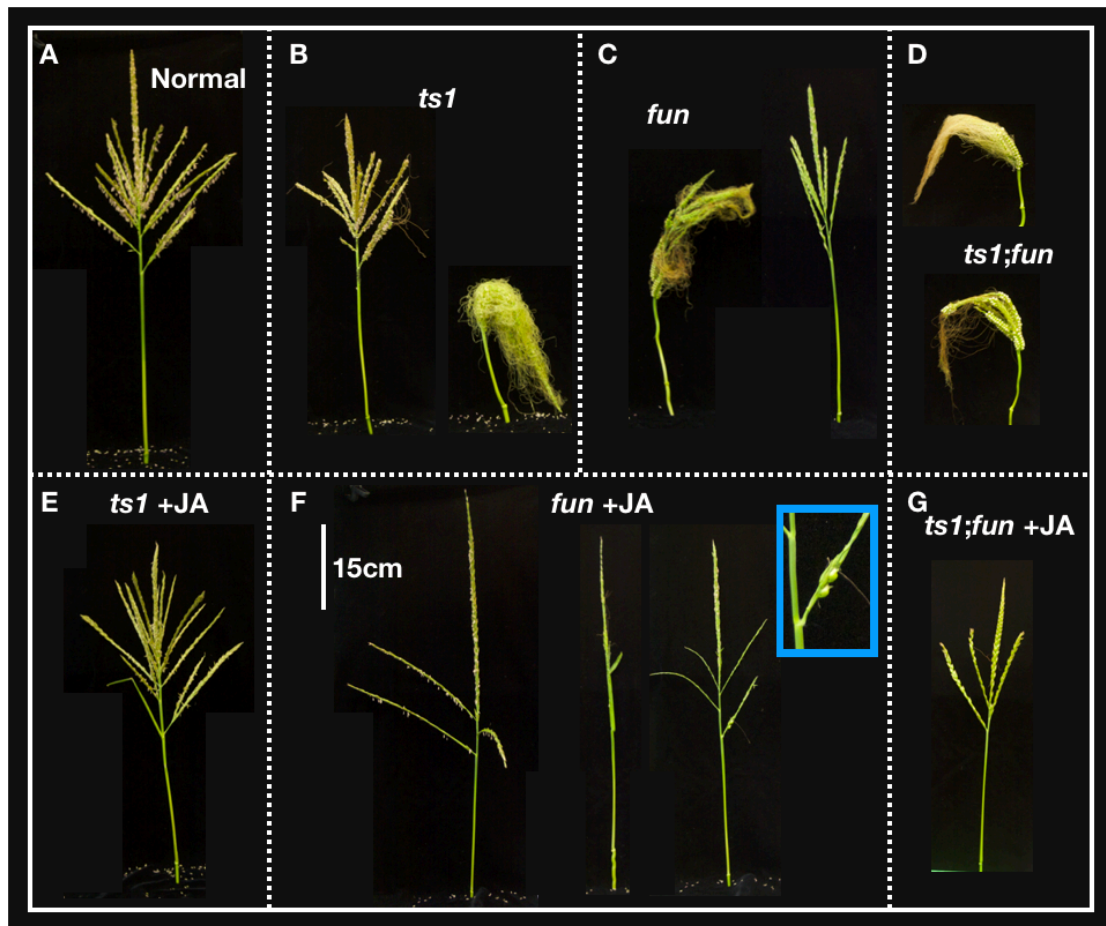 A
Normal
B
ts1
C
fun
D
ts1;fun
E
ts1 +JA
F
15cm
fun +JA
G
ts1;fun +JA